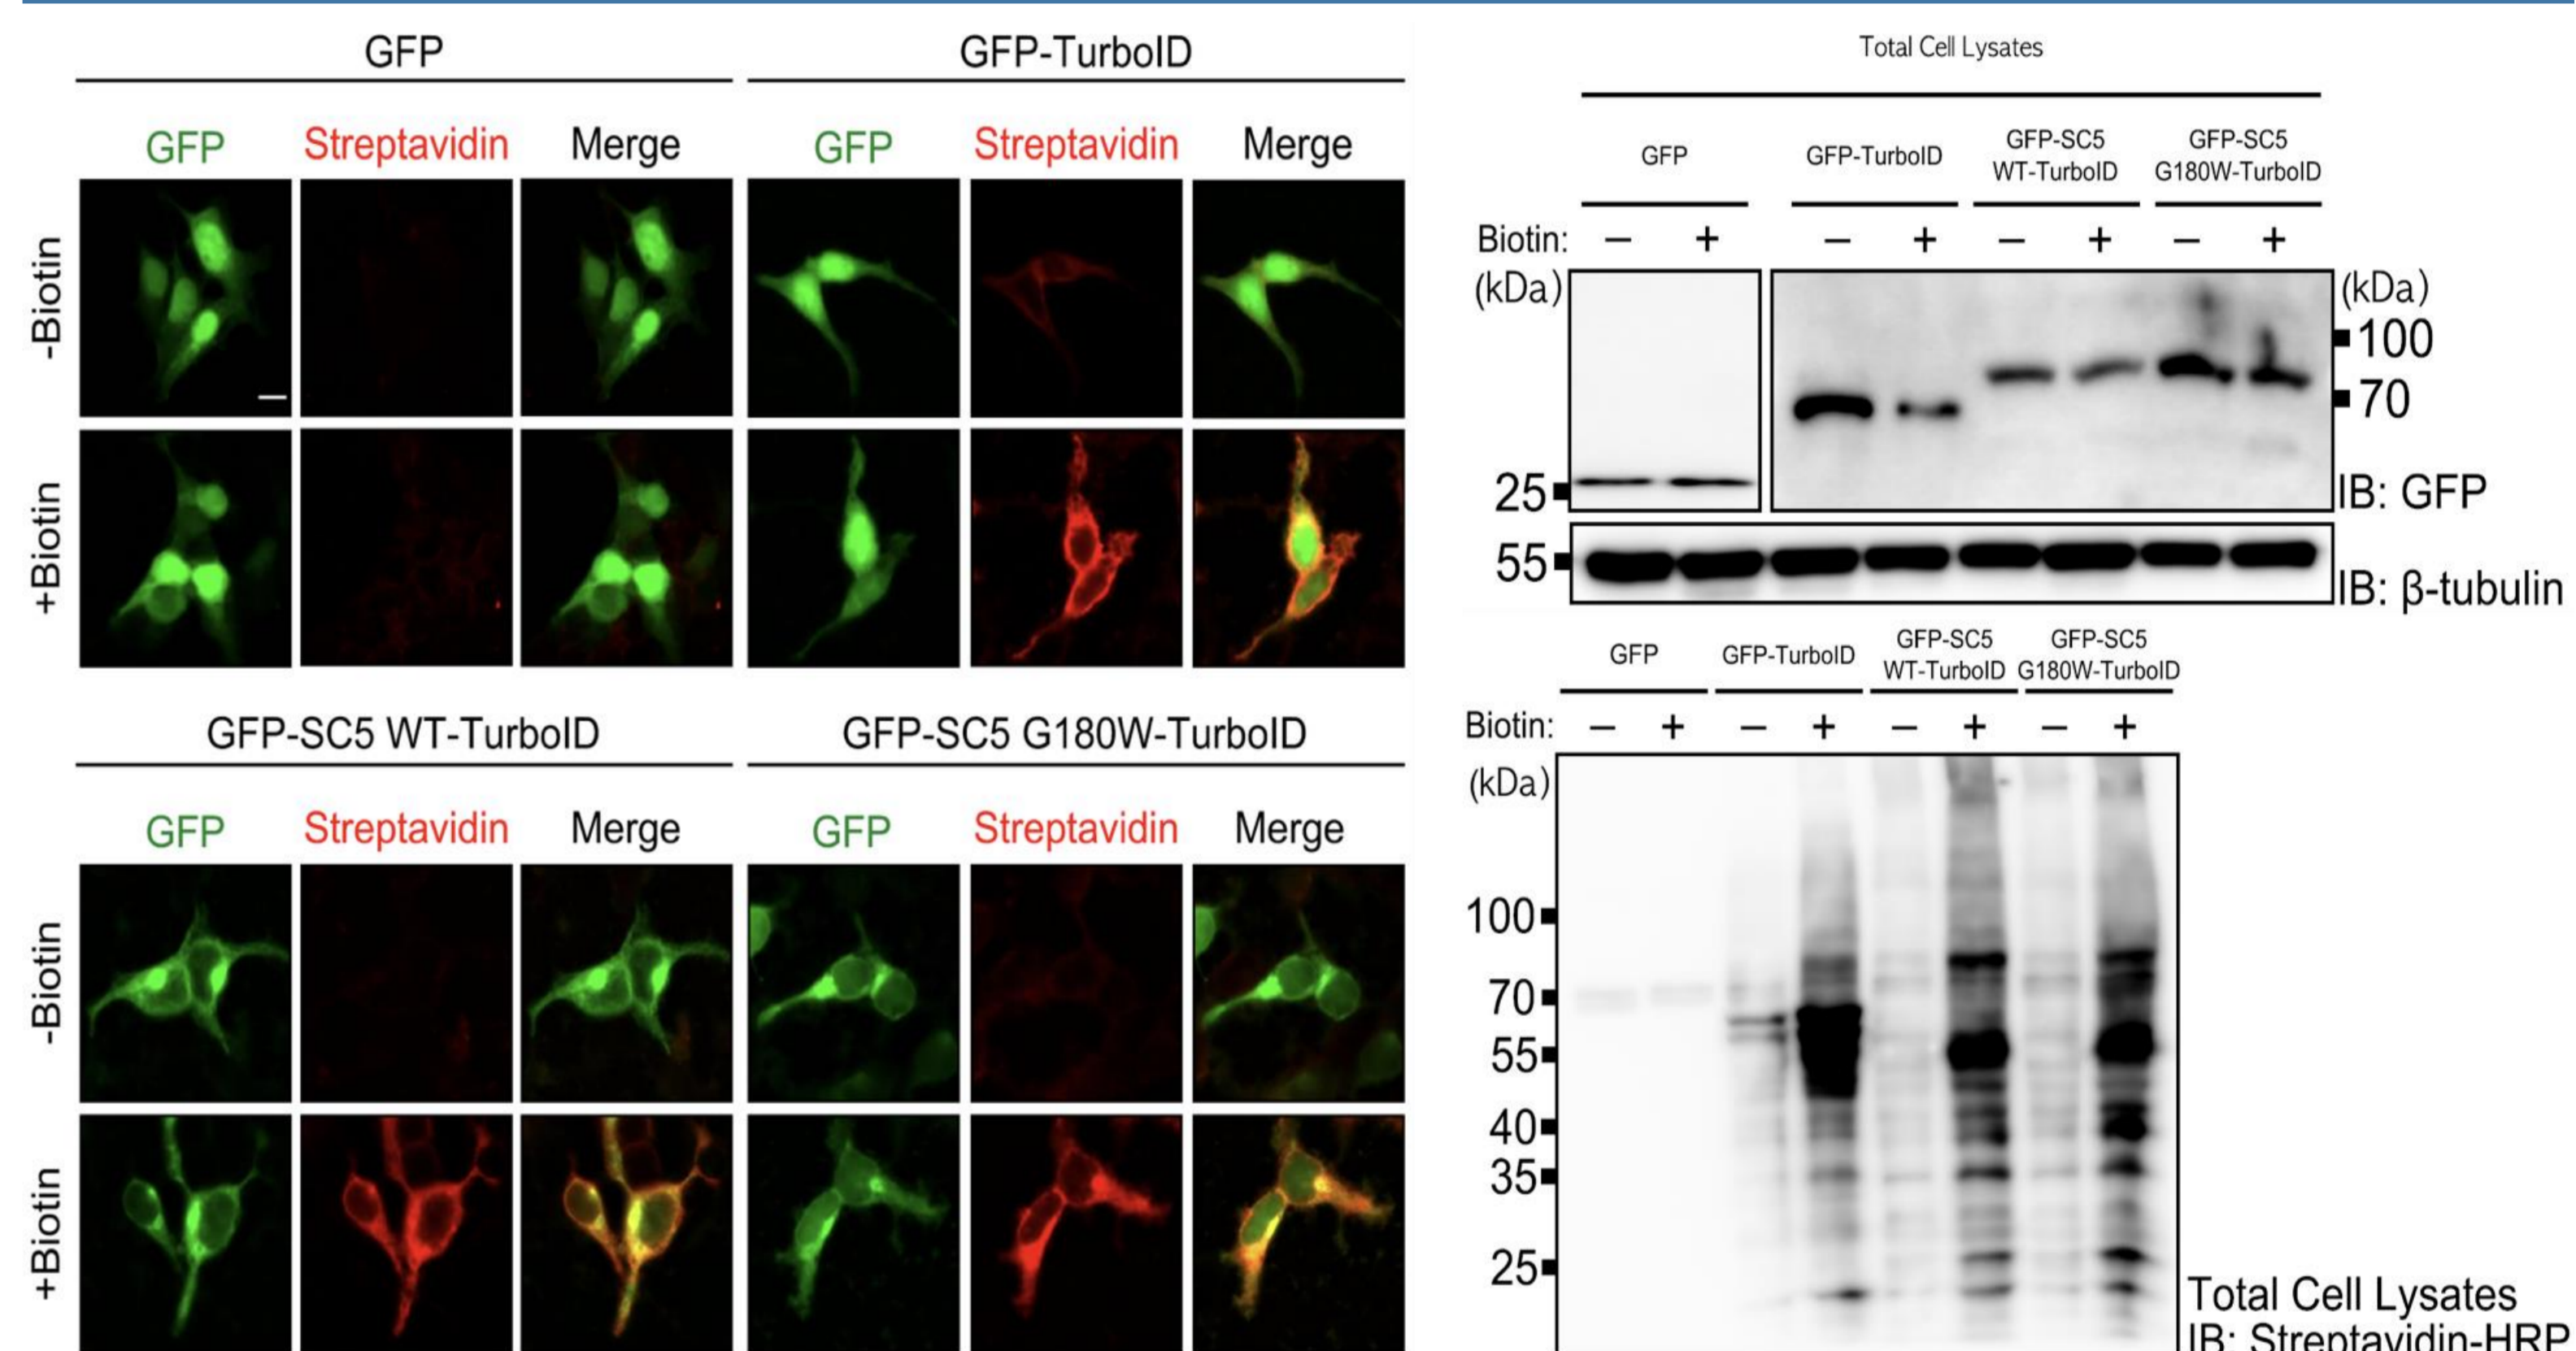 GFP
GFP-TurboID
GFP Streptavidin Merge GFP Streptavidin Merge
-Biotin
+Biotin
GFP-SC5 WT-TurboID
GFP-SC5 G180W-TurboID
GFP Streptavidin Merge GFP Streptavidin Merge
-Biotin
+Biotin
Total Cell Lysates
GFP
GFP-TurboID
GFP-SC5
WT-TurboID
GFP-SC5
G180W-TurboID
Biotin: – + – + – + – +
(kDa)
(kDa)
100
70
25
IB: GFP
55
IB: β-tubulin
GFP
GFP-TurboID
GFP-SC5
WT-TurboID
GFP-SC5
G180W-TurboID
Biotin: – + – + – + – +
(kDa)
100
70
55
40
35
25
Total Cell Lysates
IB: Streptavidin-HRP